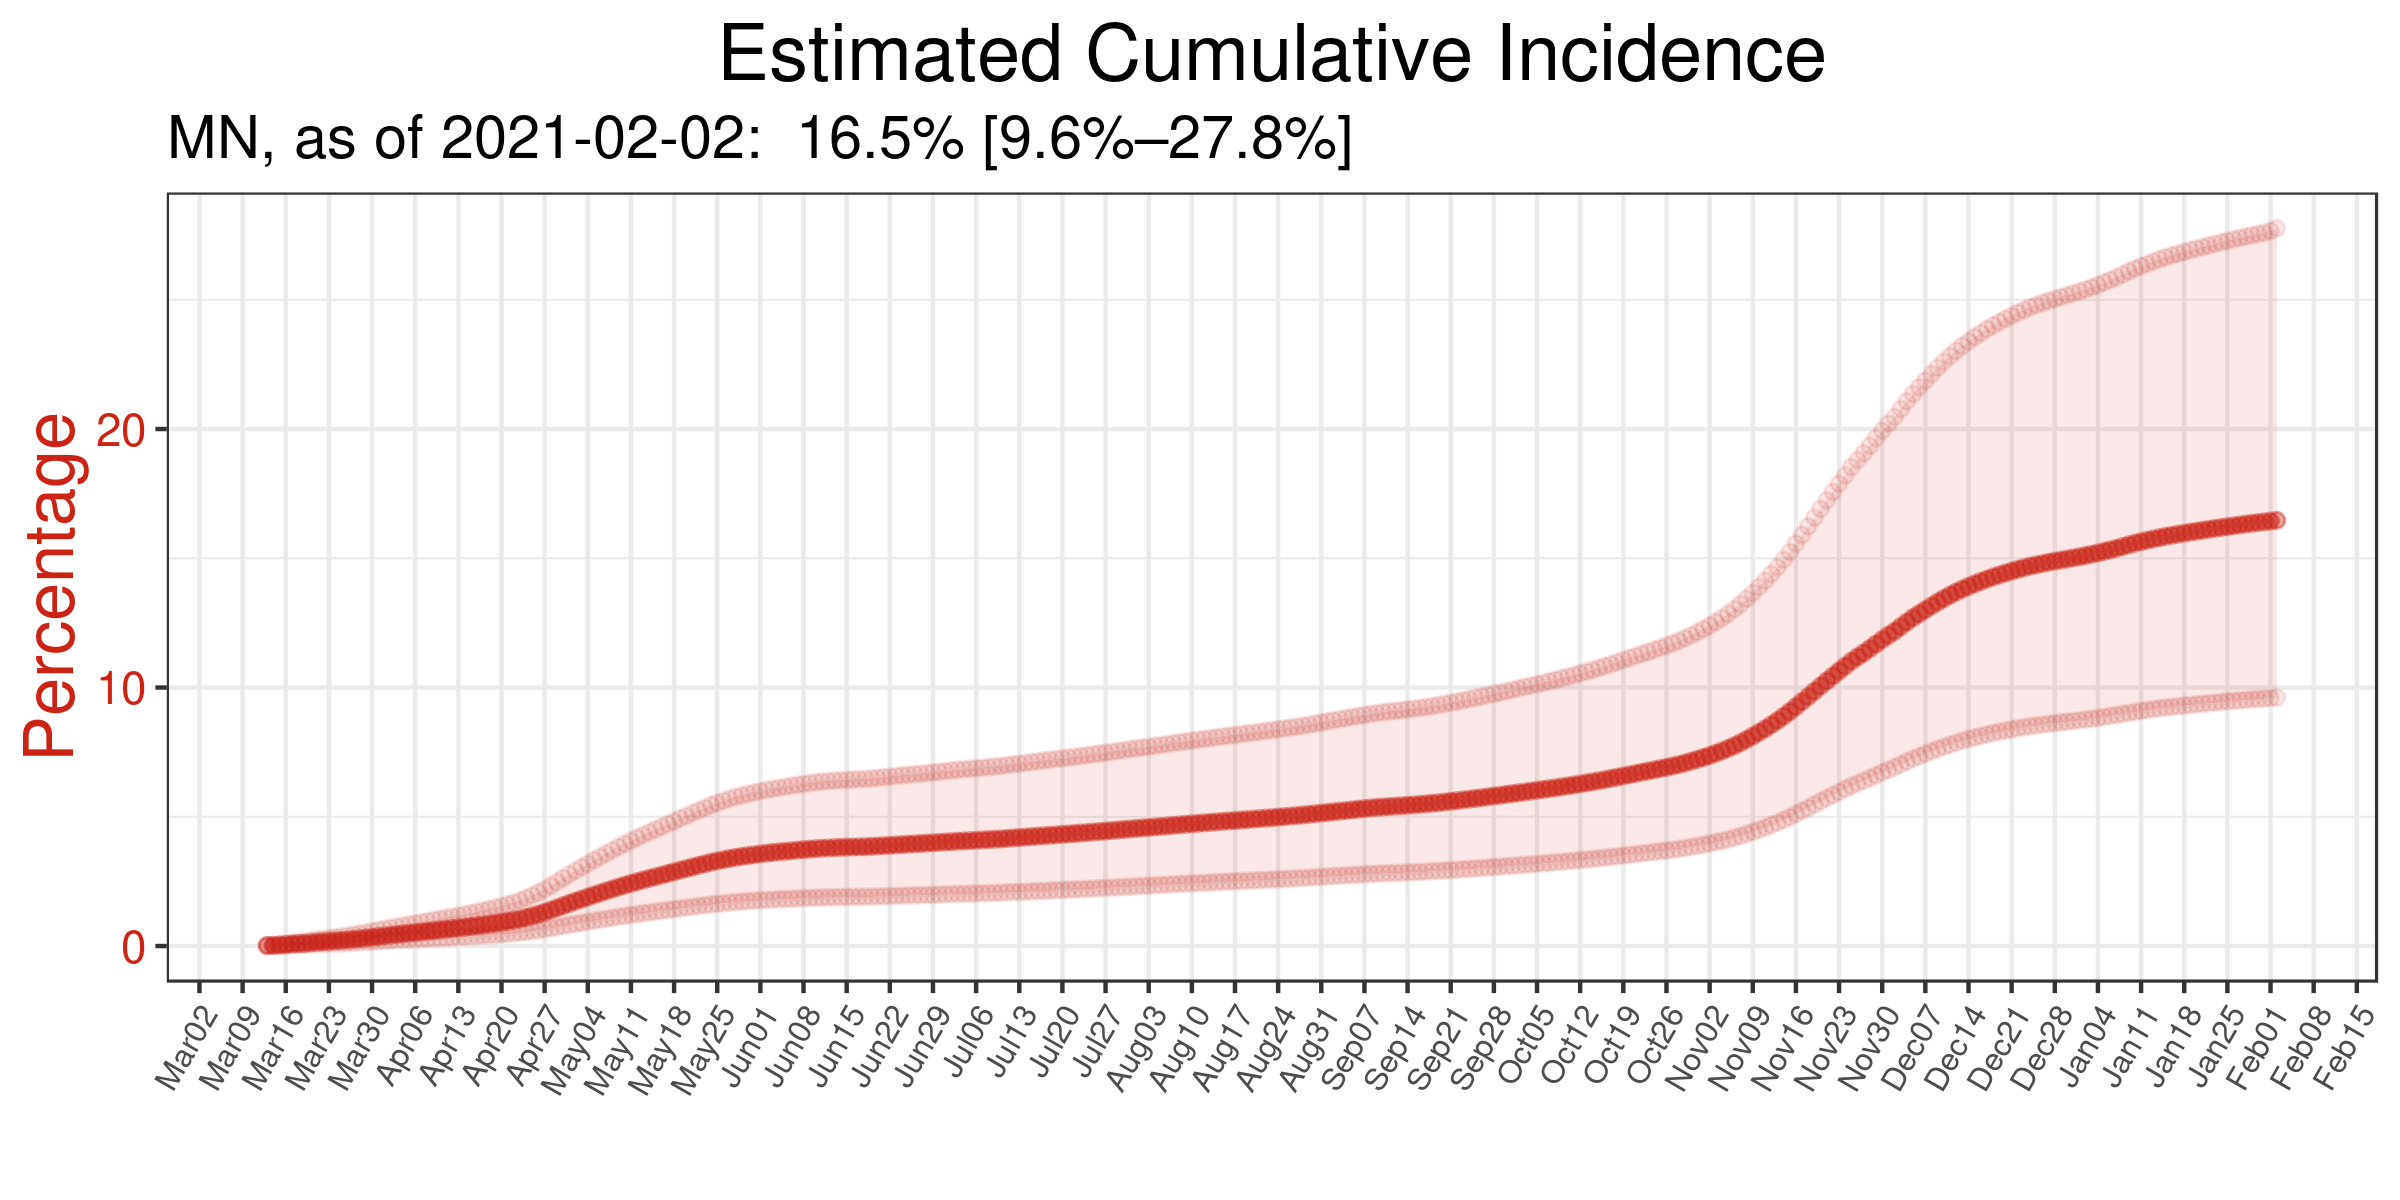 Estimated Cumulative Incidence
MN, as of 2021-02-02:  16.5% [9.6%–27.8%]
Percentage
20
10
0
Mar02
Mar09
Mar16
Mar23
Mar30
Apr06
Apr13
Apr20
Apr27
May04
May11
May18
May25
Jun01
Jun08
Jun15
Jun22
Jun29
Jul06
Jul13
Jul20
Jul27
Aug03
Aug10
Aug17
Aug24
Aug31
Sep07
Sep14
Sep21
Sep28
Oct05
Oct12
Oct19
Oct26
Nov02
Nov09
Nov16
Nov23
Nov30
Dec07
Dec14
Dec21
Dec28
Jan04
Jan11
Jan18
Jan25
Feb01
Feb08
Feb15